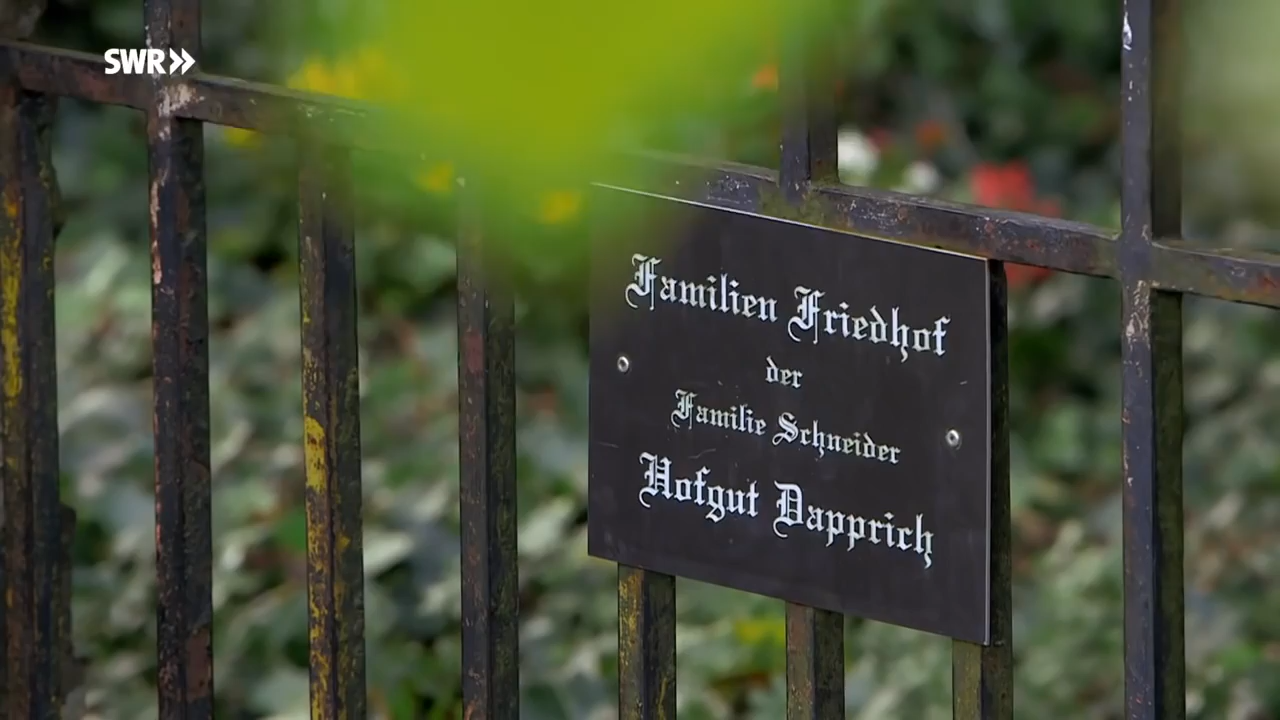 SWR»
Familien Friedhof
der
Familie Schneider
Hofgut Dapprich